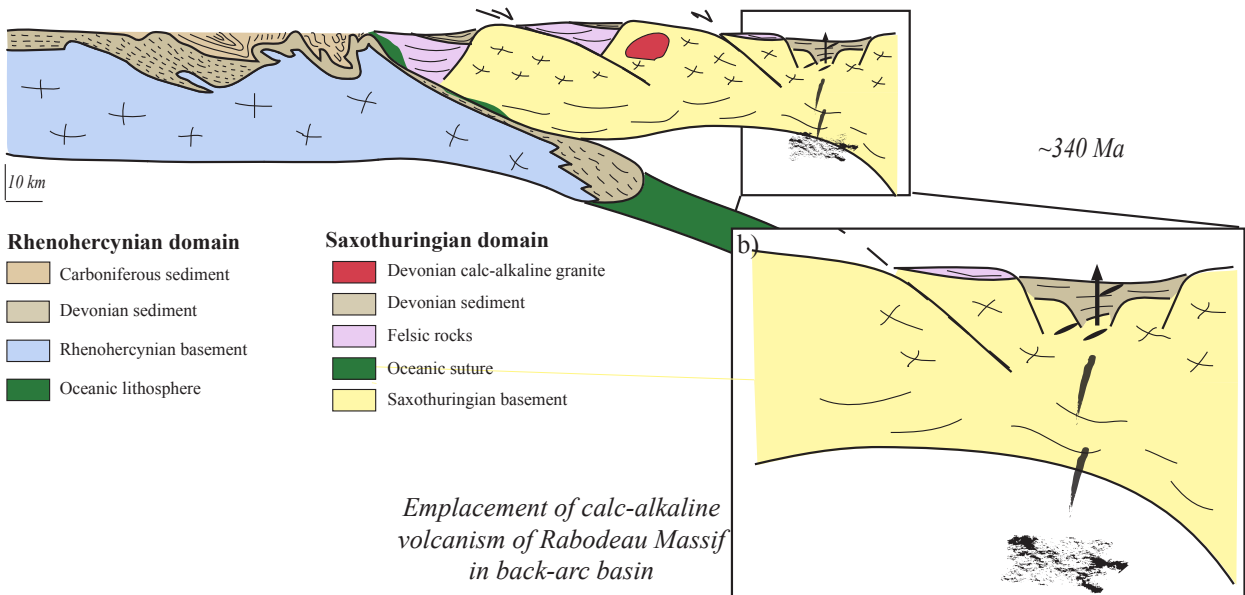 ~340 Ma
10 km
Rhenohercynian domain
Carboniferous sediment
Devonian sediment
Rhenohercynian basement
Oceanic lithosphere
Saxothuringian domain
Devonian calc-alkaline granite
Devonian sediment
Felsic rocks
Oceanic suture
Saxothuringian basement
b)
Emplacement of calc-alkaline
volcanism of Rabodeau Massif
in back-arc basin